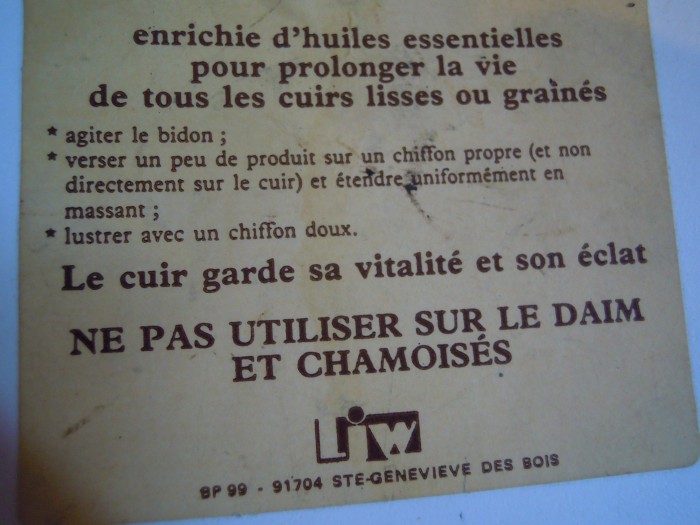 enrichie d'huiles essentielles
pour prolonger la vie
de tous les cuirs lisses ou graînés
* agiter le bidon ;
* verser un peu de produit sur un chiffon propre (et non
directement sur le cuir) et étendre uniformément en
massant ;
* lustrer avec un chiffon doux.
Le cuir garde sa vitalité et son éclat
NE PAS UTILISER SUR LE DAIM
ET CHAMOISÉS
LiW
BP 99 - 91704 STE-GENEVIEVE DES BOIS